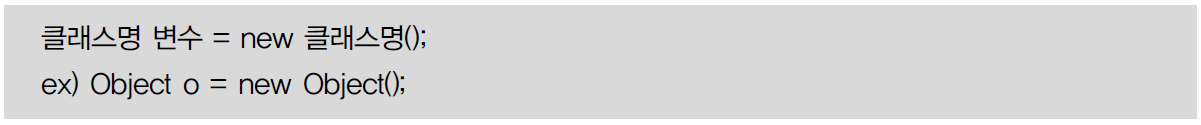 클래스명 변수 = new 클래스명();
ex) Object o = new Object();